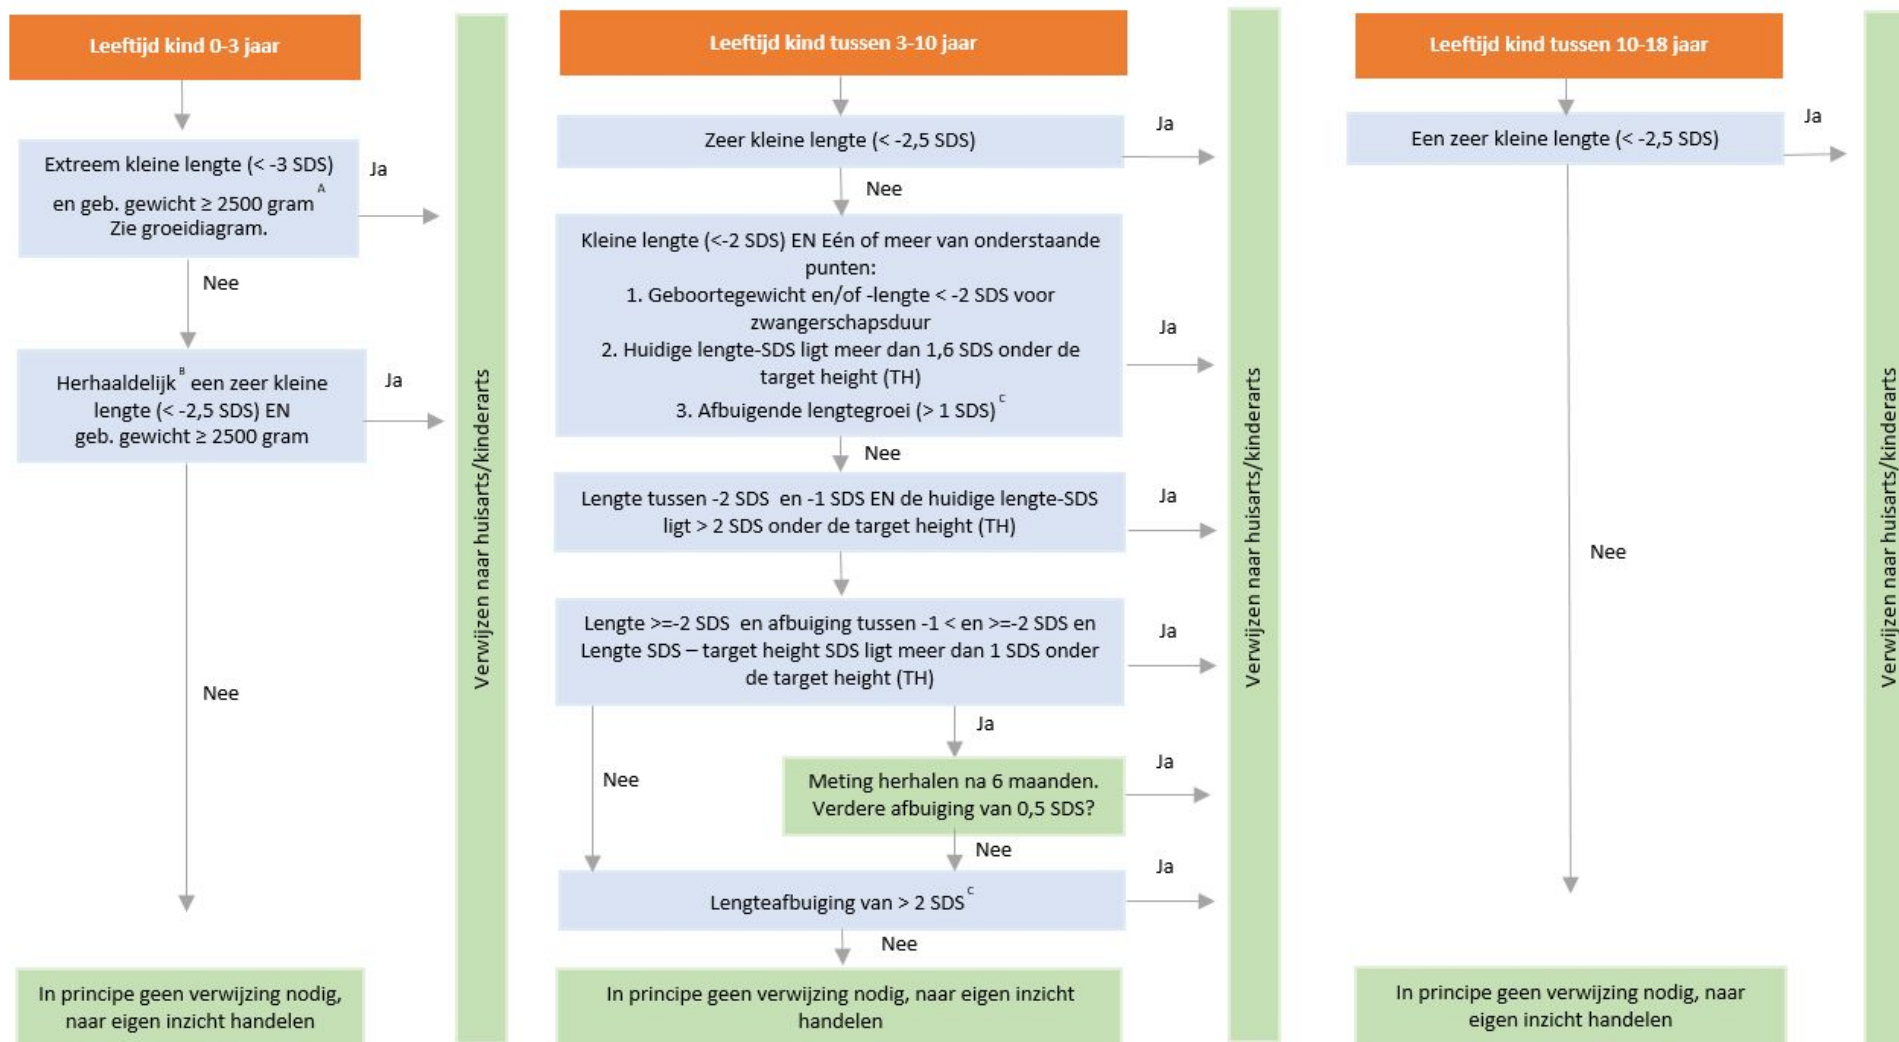 Leeftijd kind 0-3 jaar
Extreem kleine lengte (< -3 SDS)
en geb. gewicht ≥ 2500 gram A
Zie groeidiagram.
Ja
Nee
Herhaaldelijk B een zeer kleine
lengte (< -2,5 SDS) EN
geb. gewicht ≥ 2500 gram
Ja
Nee
In principe geen verwijzing nodig,
naar eigen inzicht handelen
Verwijzen naar huisarts/kinderarts
Leeftijd kind tussen 3-10 jaar
Zeer kleine lengte (< -2,5 SDS)
Ja
Nee
Kleine lengte (<-2 SDS) EN Eén of meer van onderstaande
punten:
1. Geboortegewicht en/of -lengte < -2 SDS voor
zwangerschapsduur
2. Huidige lengte-SDS ligt meer dan 1,6 SDS onder de
target height (TH)
3. Afbuigende lengtegroei (> 1 SDS) C
Ja
Nee
Lengte tussen -2 SDS en -1 SDS EN de huidige lengte-SDS
ligt > 2 SDS onder de target height (TH)
Ja
Lengte >=-2 SDS en afbuiging tussen -1 < en >=-2 SDS en
Lengte SDS – target height SDS ligt meer dan 1 SDS onder
de target height (TH)
Ja
Ja
Nee
Meting herhalen na 6 maanden.
Verdere afbuiging van 0,5 SDS?
Ja
Nee
Lengteafbuiging van > 2 SDS C
Ja
Nee
In principe geen verwijzing nodig, naar eigen inzicht
handelen
Verwijzen naar huisarts/kinderarts
Leeftijd kind tussen 10-18 jaar
Een zeer kleine lengte (< -2,5 SDS)
Ja
Nee
In principe geen verwijzing nodig, naar
eigen inzicht handelen
Verwijzen naar huisarts/kinderarts